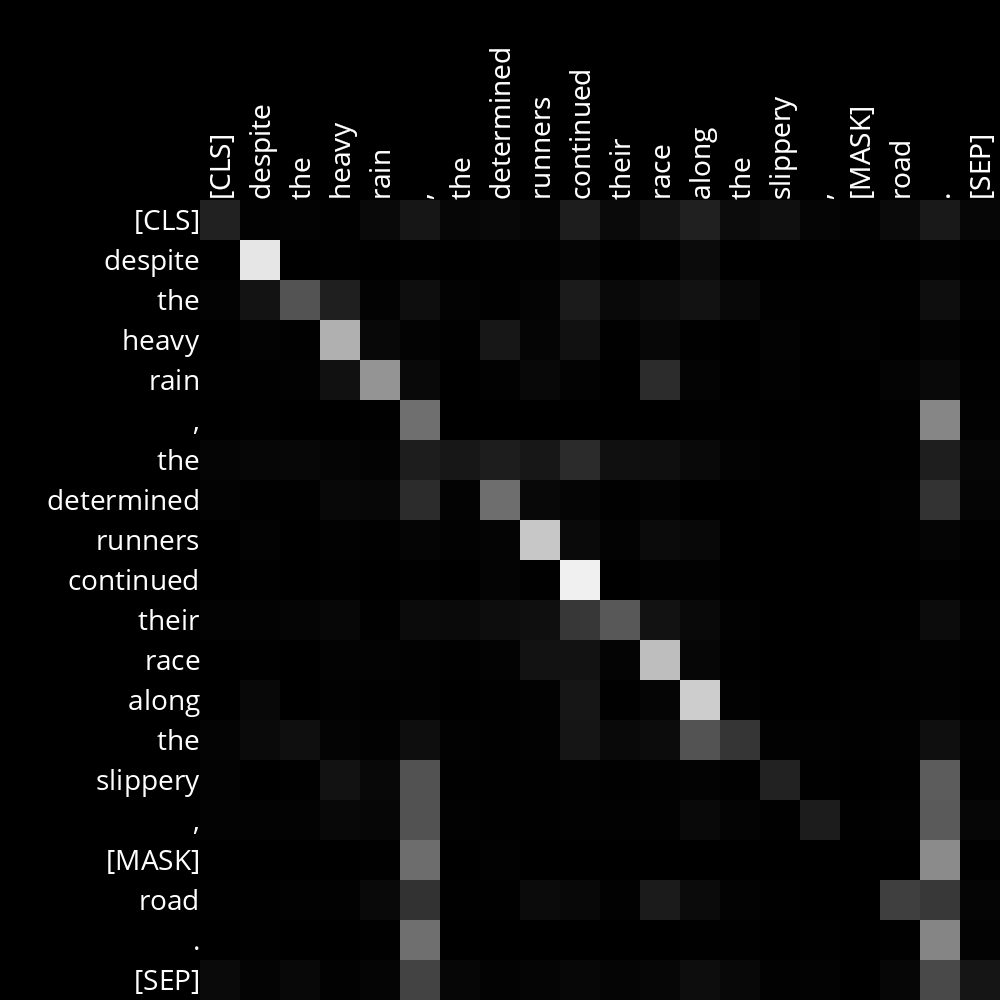 [CLS] despite the heavy rain , the determined runners continued their race along the slippery , [MASK] road . [SEP]
[CLS]
despite
the
heavy
rain
,
the
determined
runners
continued
their
race
along
the
slippery
,
[MASK]
road
.
[SEP]